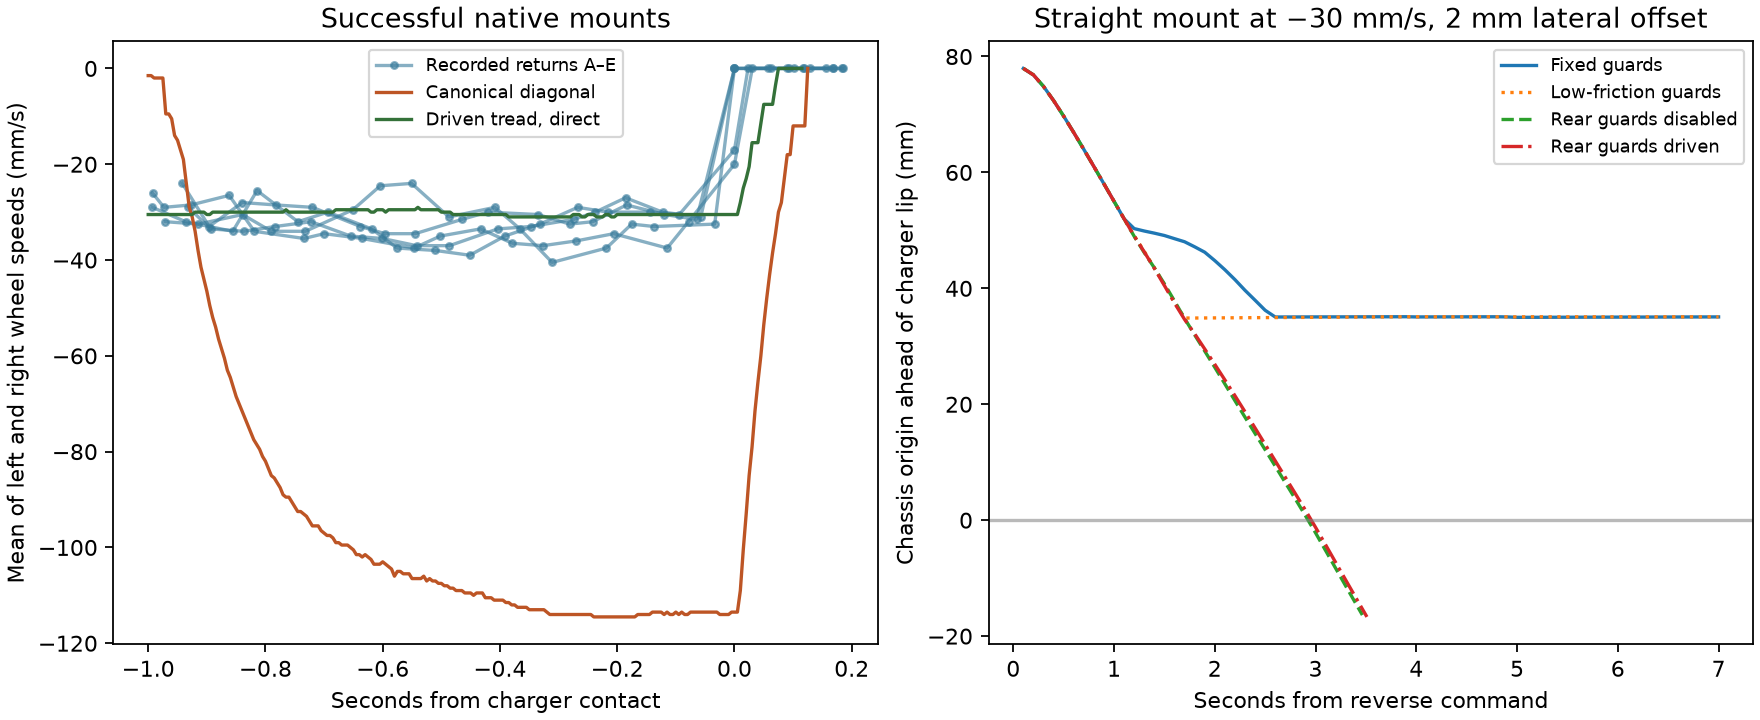 Successful native mounts
Mean of left and right wheel speeds (mm/s)
0
−20
−40
−60
−80
−100
−120
Recorded returns A–E
Canonical diagonal
Driven tread, direct
−1.0
−0.8
−0.6
−0.4
−0.2
0.0
0.2
Seconds from charger contact
Straight mount at −30 mm/s, 2 mm lateral offset
Chassis origin ahead of charger lip (mm)
80
60
40
20
0
−20
Fixed guards
Low-friction guards
Rear guards disabled
Rear guards driven
0
1
2
3
4
5
6
7
Seconds from reverse command